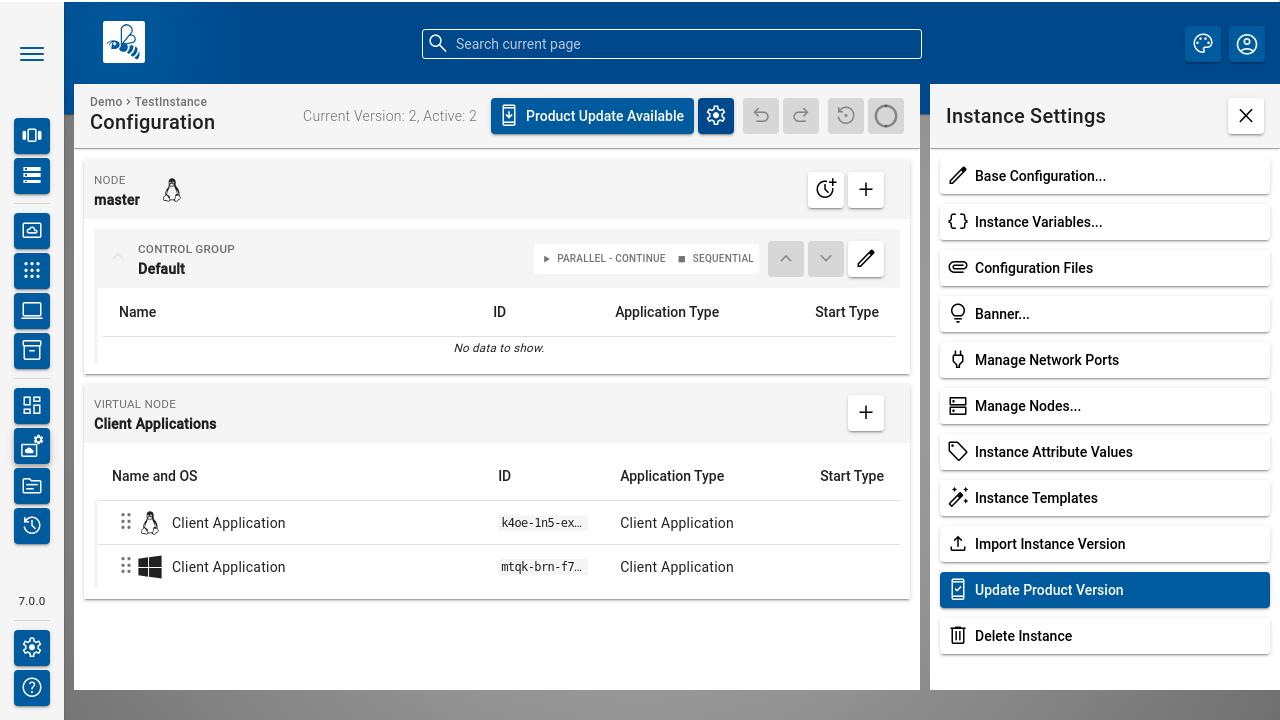 Search current page
Demo › TestInstance
Configuration
Current Version: 2, Active: 2
Product Update Available
Instance Settings
NODE
master
CONTROL GROUP
Default
PARALLEL - CONTINUE
SEQUENTIAL
Name ID Application Type Start Type
No data to show.
VIRTUAL NODE
Client Applications
Name and OS ID Application Type Start Type
Client Application k4oe-1n5-ex… Client Application
Client Application mtqk-brn-f7… Client Application
Base Configuration...
Instance Variables...
Configuration Files
Banner...
Manage Network Ports
Manage Nodes...
Instance Attribute Values
Instance Templates
Import Instance Version
Update Product Version
Delete Instance
7.0.0